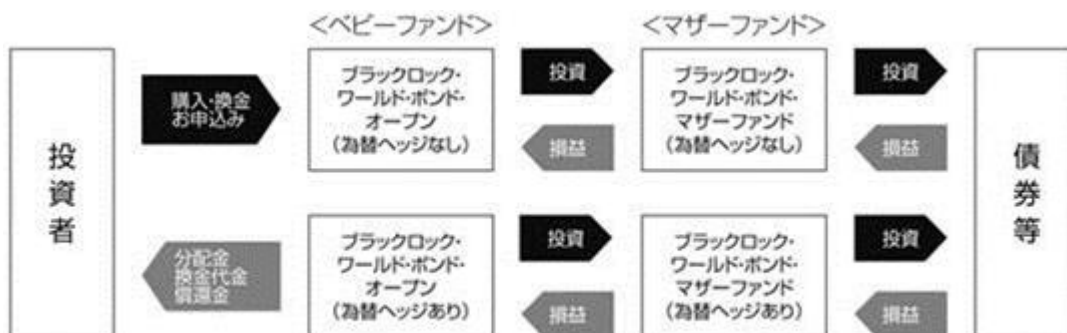 ＜ベビーファンド＞
＜マザーファンド＞
投資者
購入・換金
お申込み
ブラックロック・
ワールド・ボンド・
オープン
（為替ヘッジなし）
投資
損益
ブラックロック・
ワールド・ボンド・
マザーファンド
（為替ヘッジなし）
投資
損益
債券等
分配金
換金代金
償還金
ブラックロック・
ワールド・ボンド・
オープン
（為替ヘッジあり）
投資
損益
ブラックロック・
ワールド・ボンド・
マザーファンド
（為替ヘッジあり）
投資
損益